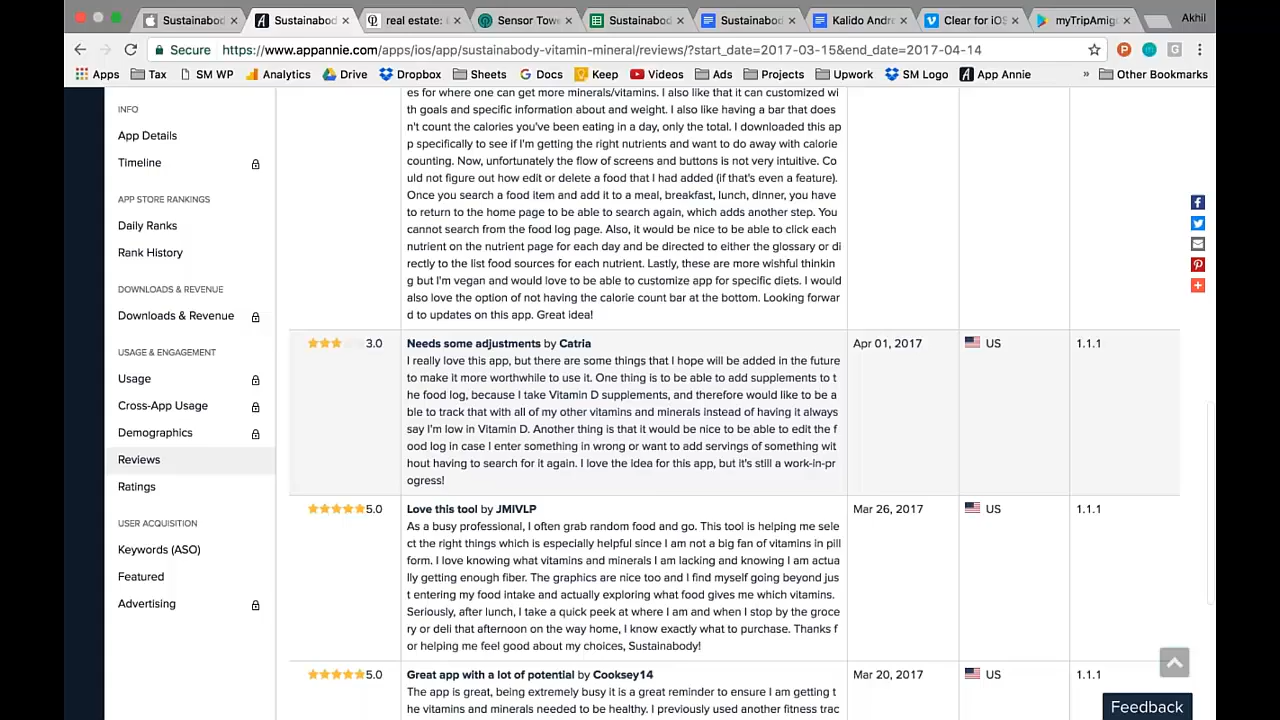 Sustainabod
Sustainabod
real estate:
Sensor Tow
Sustainabod
Sustainabod
Kalido Andre
Clear for iOS
myTripAmig
Akhil
Secure
https://www.appannie.com/apps/ios/app/sustainabody-vitamin-mineral/reviews/?start_date=2017-03-15&end_date=2017-04-14
Apps
Tax
SM WP
Analytics
Drive
Dropbox
Sheets
Docs
Keep
Videos
Ads
Projects
Upwork
SM Logo
App Annie
»
Other Bookmarks
INFO
App Details
Timeline
APP STORE RANKINGS
Daily Ranks
Rank History
DOWNLOADS & REVENUE
Downloads & Revenue
USAGE & ENGAGEMENT
Usage
Cross-App Usage
Demographics
Reviews
Ratings
USER ACQUISITION
Keywords (ASO)
Featured
Advertising
es for where one can get more minerals/vitamins. I also like that it can customized wi
th goals and specific information about and weight. I also like having a bar that does
n't count the calories you've been eating in a day, only the total. I downloaded this ap
p specifically to see if I'm getting the right nutrients and want to do away with calorie
counting. Now, unfortunately the flow of screens and buttons is not very intuitive. Co
uld not figure out how edit or delete a food that I had added (if that's even a feature).
Once you search a food item and add it to a meal, breakfast, lunch, dinner, you have
to return to the home page to be able to search again, which adds another step. You
cannot search from the food log page. Also, it would be nice to be able to click each
nutrient on the nutrient page for each day and be directed to either the glossary or di
rectly to the list food sources for each nutrient. Lastly, these are more wishful thinkin
g but I'm vegan and would love to be able to customize app for specific diets. I would
also love the option of not having the calorie count bar at the bottom. Looking forwar
d to updates on this app. Great idea!
3.0
Needs some adjustments by Catria
Apr 01, 2017
US
1.1.1
I really love this app, but there are some things that I hope will be added in the future
to make it more worthwhile to use it. One thing is to be able to add supplements to t
he food log, because I take Vitamin D supplements, and therefore would like to be a
ble to track that with all of my other vitamins and minerals instead of having it always
say I'm low in Vitamin D. Another thing is that it would be nice to be able to edit the f
ood log in case I enter something in wrong or want to add servings of something wit
hout having to search for it again. I love the idea for this app, but it's still a work-in-pr
ogress!
5.0
Love this tool by JMIVLP
Mar 26, 2017
US
1.1.1
As a busy professional, I often grab random food and go. This tool is helping me sele
ct the right things which is especially helpful since I am not a big fan of vitamins in pill
form. I love knowing what vitamins and minerals I am lacking and knowing I am actua
lly getting enough fiber. The graphics are nice too and I find myself going beyond jus
t entering my food intake and actually exploring what food gives me which vitamins.
Seriously, after lunch, I take a quick peek at where I am and when I stop by the groce
ry or deli that afternoon on the way home, I know exactly what to purchase. Thanks f
or helping me feel good about my choices, Sustainabody!
5.0
Great app with a lot of potential by Cooksey14
Mar 20, 2017
US
1.1.1
The app is great, being extremely busy it is a great reminder to ensure I am getting t
he vitamins and minerals needed to be healthy. I previously used another fitness trac
Feedback